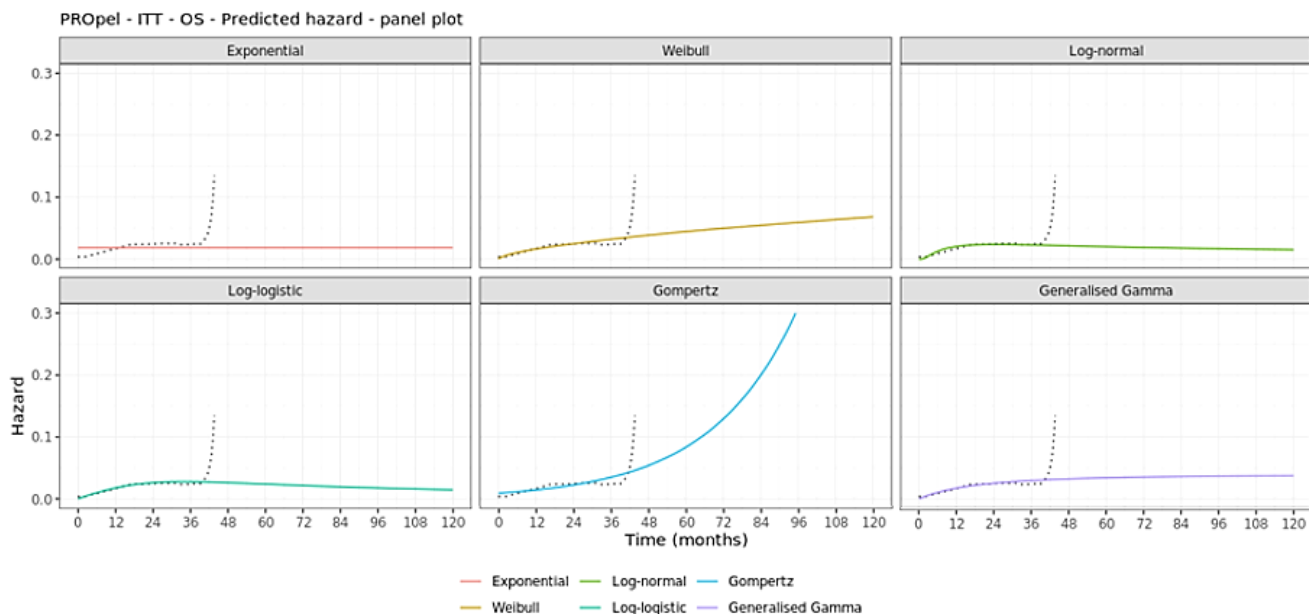 PROpel - ITT - OS - Predicted hazard - panel plot
Exponential Weibull Log-normal
0.3
0.2
0.1
0.0
Log-logistic Gompertz Generalised Gamma
0.3
0.2
0.1
0.0
Hazard
0 12 24 36 48 60 72 84 96 108 120 0 12 24 36 48 60 72 84 96 108 120 0 12 24 36 48 60 72 84 96 108 120
Time (months)
Exponential Log-normal Gompertz
Weibull Log-logistic Generalised Gamma